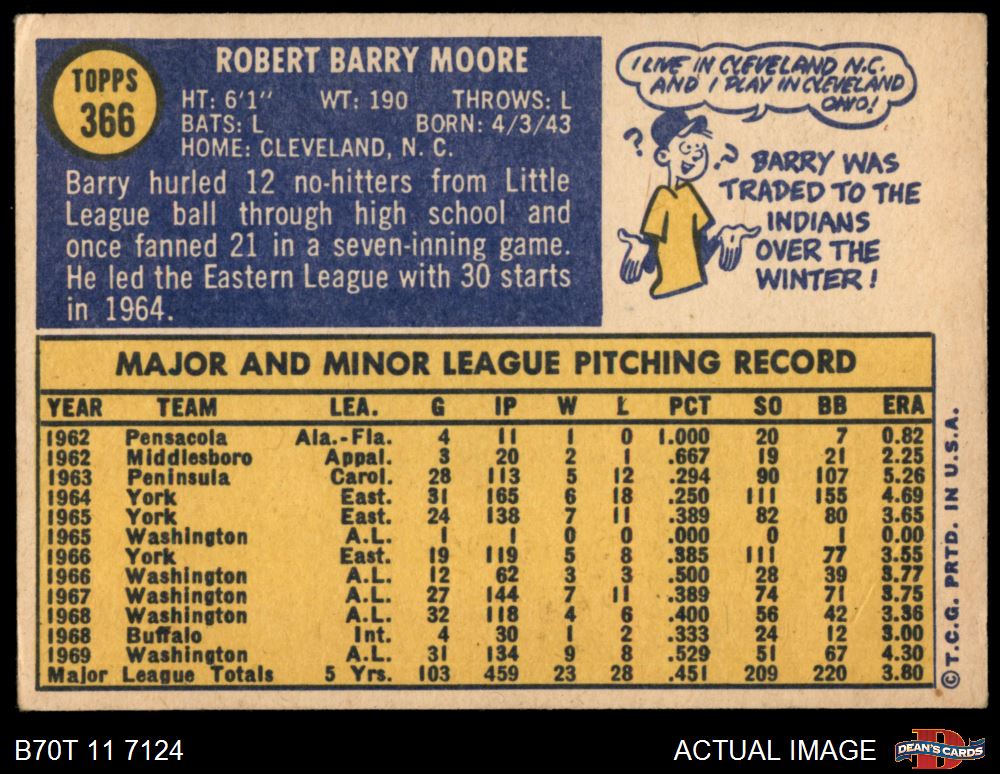 TOPPS
366
ROBERT BARRY MOORE
HT: 6'1" WT: 190 THROWS: L
BATS: L BORN: 4/3/43
HOME: CLEVELAND, N. C.
Barry hurled 12 no-hitters from Little
League ball through high school and
once fanned 21 in a seven-inning game.
He led the Eastern League with 30 starts
in 1964.
I LIVE IN CLEVELAND N.C.
AND I PLAY IN CLEVELAND
OHIO!
? ?
BARRY WAS
TRADED TO THE
INDIANS
OVER THE
WINTER!
MAJOR AND MINOR LEAGUE PITCHING RECORD
YEAR TEAM LEA. G IP W L PCT SO BB ERA
1962 Pensacola Ala.-Fla. 4 11 1 0 1.000 20 7 0.82
1962 Middlesboro Appal. 3 20 2 1 .667 19 21 2.25
1963 Peninsula Carol. 28 113 5 12 .294 90 107 5.26
1964 York East. 31 165 6 18 .250 111 155 4.69
1965 York East. 24 138 7 11 .389 82 80 3.65
1965 Washington A.L. 1 1 0 0 .000 0 1 0.00
1966 York East. 19 119 5 8 .385 111 77 3.55
1966 Washington A.L. 12 62 3 3 .500 28 39 3.77
1967 Washington A.L. 27 144 7 11 .389 74 71 3.75
1968 Washington A.L. 32 118 4 6 .400 56 42 3.36
1968 Buffalo Int. 4 30 1 2 .333 24 12 3.00
1969 Washington A.L. 31 134 9 8 .529 51 67 4.30
Major League Totals 5 Yrs. 103 459 23 28 .451 209 220 3.80
©T.C.G. PRTD. IN U.S.A.
B70T 11 7124
ACTUAL IMAGE
D
DEAN'S CARDS